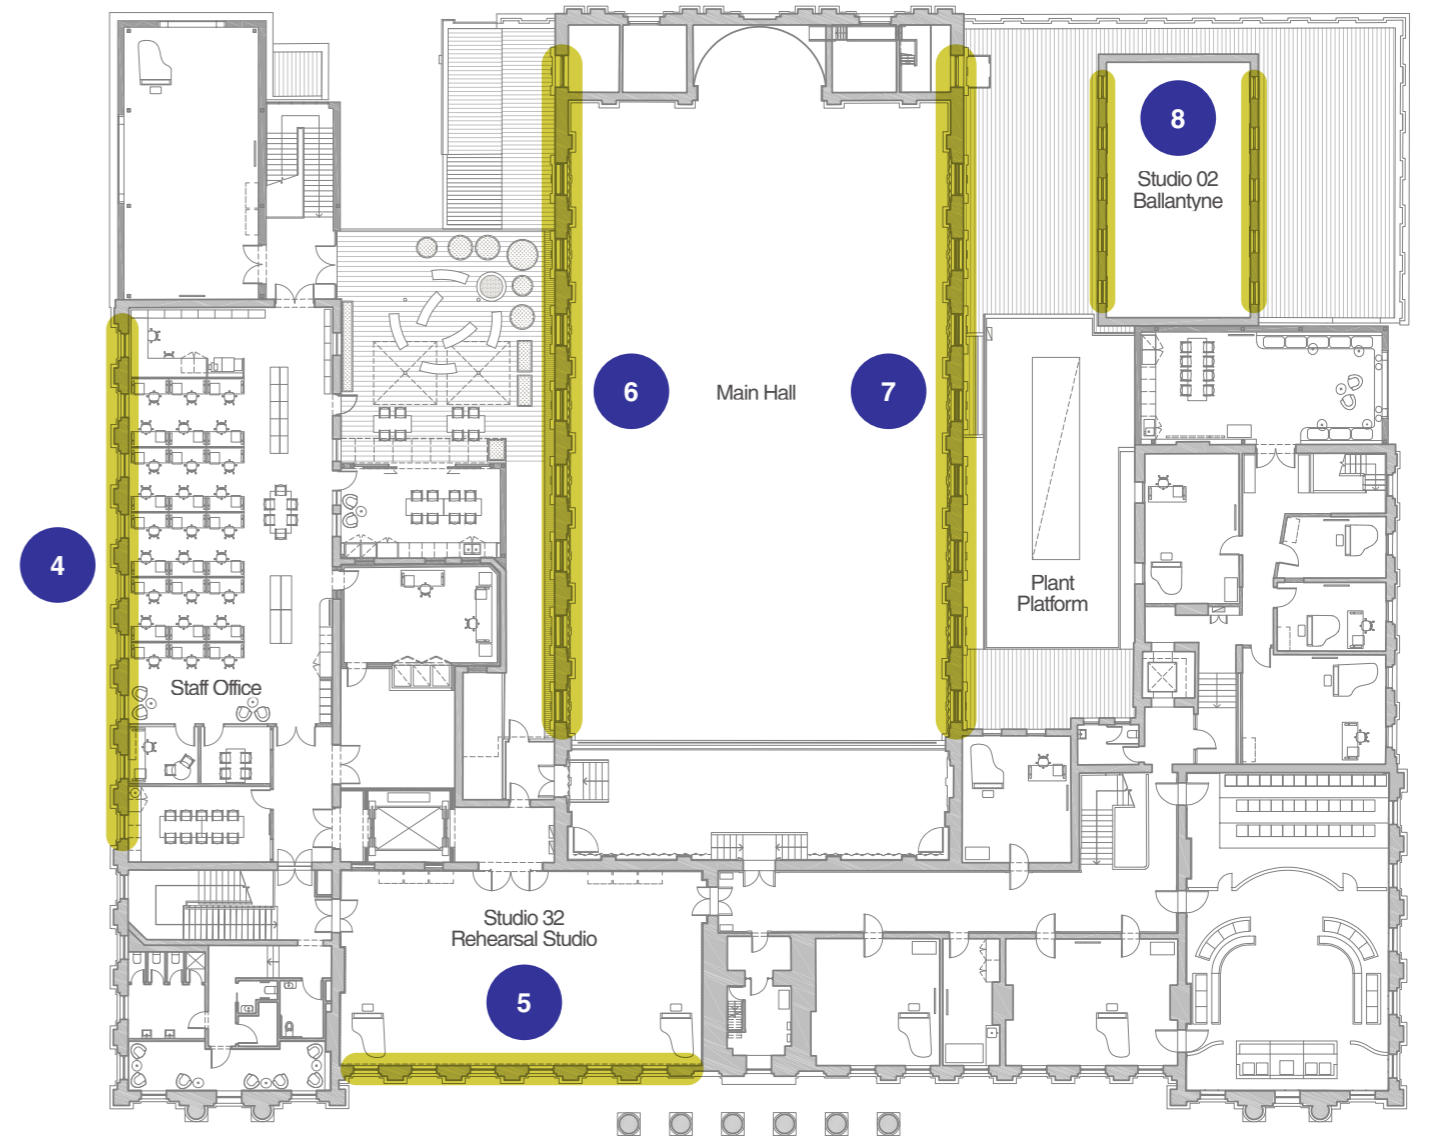 8
Studio 02
Ballantyne
6
Main Hall
7
4
Plant
Platform
Staff Office
Studio 32
Rehearsal Studio
5